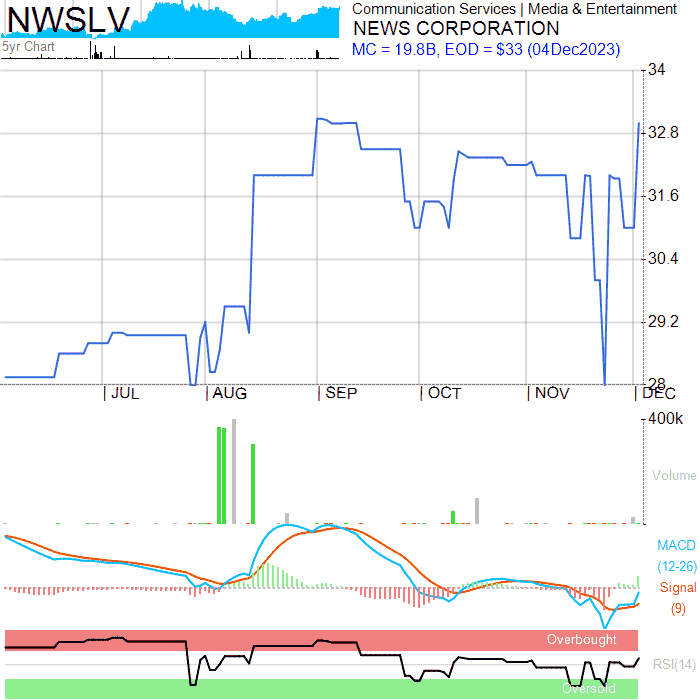 NWSLV
5yr Chart
Communication Services | Media & Entertainment
NEWS CORPORATION
MC = 19.8B, EOD = $33 (04Dec2023)
34
32.8
31.6
30.4
29.2
28
JUL AUG SEP OCT NOV DEC
400k
Volume
MACD
(12-26)
Signal
(9)
Overbought
RSI(14)
Oversold